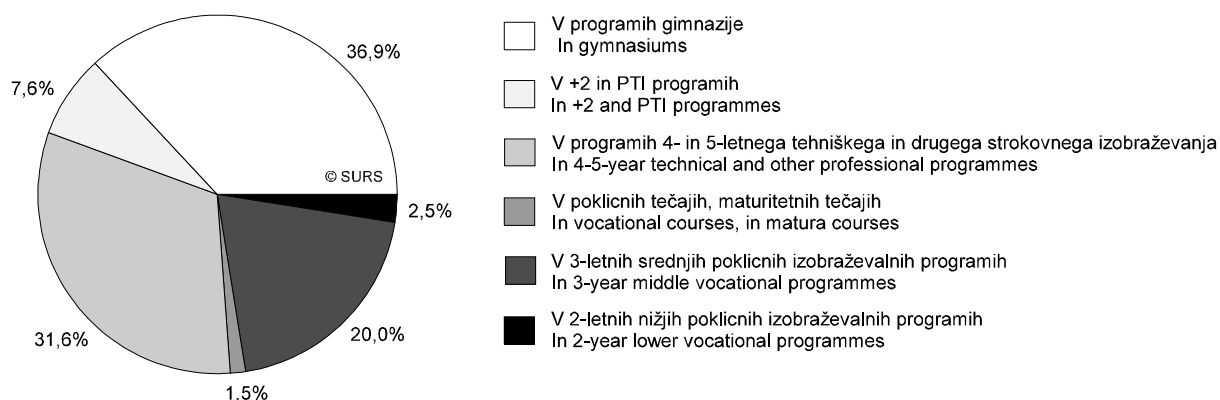 36,9%
7,6%
© SURS
2,5%
31,6%
20,0%
1,5%
V programih gimnazije
In gymnasiums
V +2 in PTI programih
In +2 and PTI programmes
V programih 4- in 5-letnega tehniškega in drugega strokovnega izobraževanja
In 4-5-year technical and other professional programmes
V poklicnih tečajih, maturitetnih tečajih
In vocational courses, in matura courses
V 3-letnih srednjih poklicnih izobraževalnih programih
In 3-year middle vocational programmes
V 2-letnih nižjih poklicnih izobraževalnih programih
In 2-year lower vocational programmes